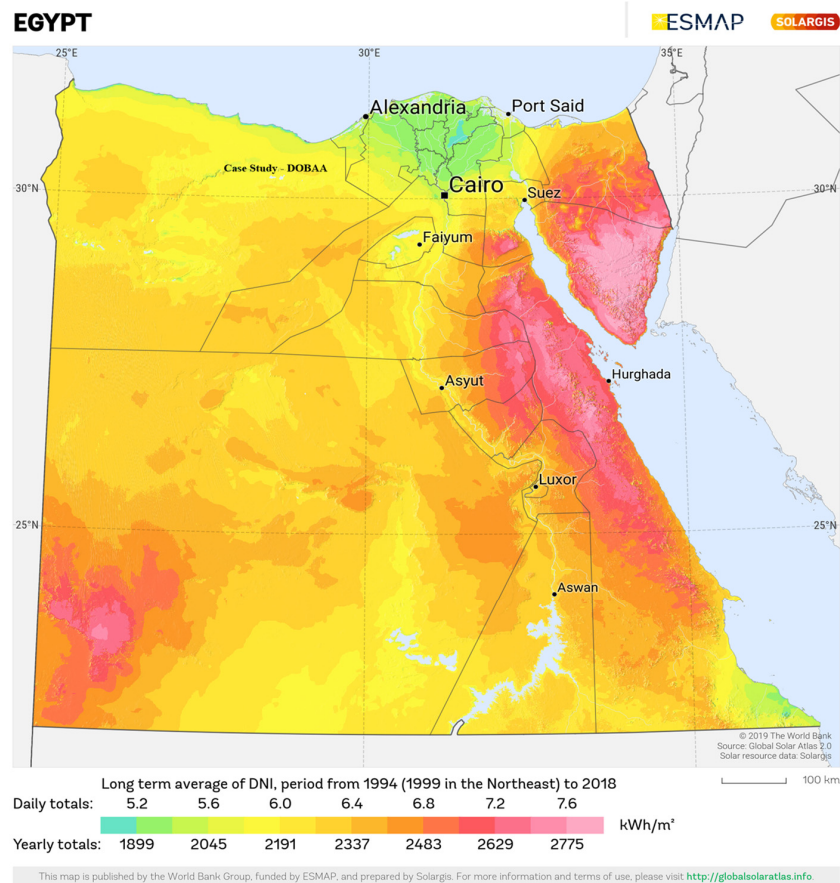 EGYPT
ESMAP
SOLARGIS
25°E
30°E
35°E
Alexandria
Port Said
Case Study - DOBAA
30°N
30°N
Cairo
Suez
Faiyum
Hurghada
Asyut
Luxor
25°N
25°N
Aswan
© 2019 The World Bank
Source: Global Solar Atlas 2.0
Solar resource data: Solargis
Long term average of DNI, period from 1994 (1999 in the Northeast) to 2018
100 km
Daily totals: 5.2 5.6 6.0 6.4 6.8 7.2 7.6
kWh/m²
Yearly totals: 1899 2045 2191 2337 2483 2629 2775
This map is published by the World Bank Group, funded by ESMAP, and prepared by Solargis. For more information and terms of use, please visit http://globalsolaratlas.info.